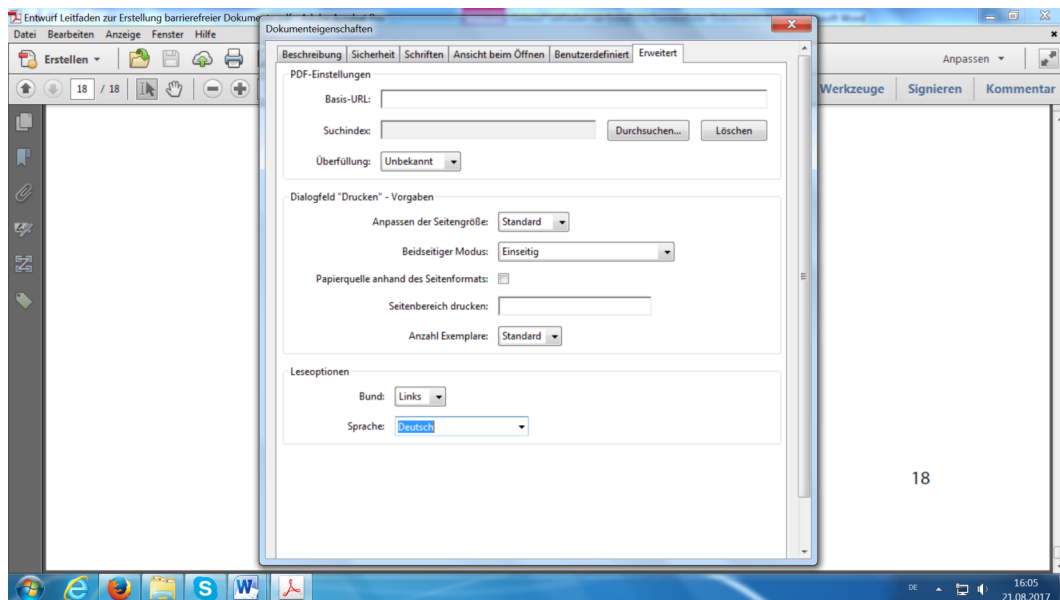 Entwurf Leitfaden zur Erstellung barrierefreier
Datei Bearbeiten Anzeige Fenster Hilfe
Erstellen
Anpassen
18 / 18
Werkzeuge Signieren Kommentar
Dokumenteigenschaften
Beschreibung Sicherheit Schriften Ansicht beim Öffnen Benutzerdefiniert Erweitert
PDF-Einstellungen
Basis-URL:
Suchindex: Durchsuchen... Löschen
Überfüllung: Unbekannt
Dialogfeld "Drucken" - Vorgaben
Anpassen der Seitengröße: Standard
Beidseitiger Modus: Einseitig
Papierquelle anhand des Seitenformats:
Seitenbereich drucken:
Anzahl Exemplare: Standard
Leseoptionen
Bund: Links
Sprache: Deutsch
18
DE
16:05
21.08.2017